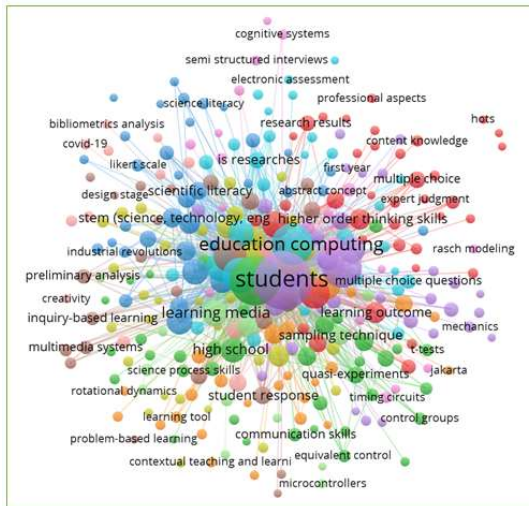 cognitive systems
semi structured interviews
electronic assessment
science literacy
professional aspects
hots
bibliometrics analysis
research results
covid-19
content knowledge
likert scale
is researches
first year
multiple choice
design stage
scientific literacy
abstract concept
expert judgment
stem (science, technology, eng
higher order thinking skills
education computing
industrial revolutions
rasch modeling
preliminary analysis
students
multiple choice questions
creativity
learning media
learning outcome
inquiry-based learning
mechanics
multimedia systems
high school
sampling technique
t-tests
science process skills
quasi-experiments
jakarta
rotational dynamics
student response
timing circuits
learning tool
control groups
problem-based learning
communication skills
contextual teaching and learni
equivalent control
microcontrollers